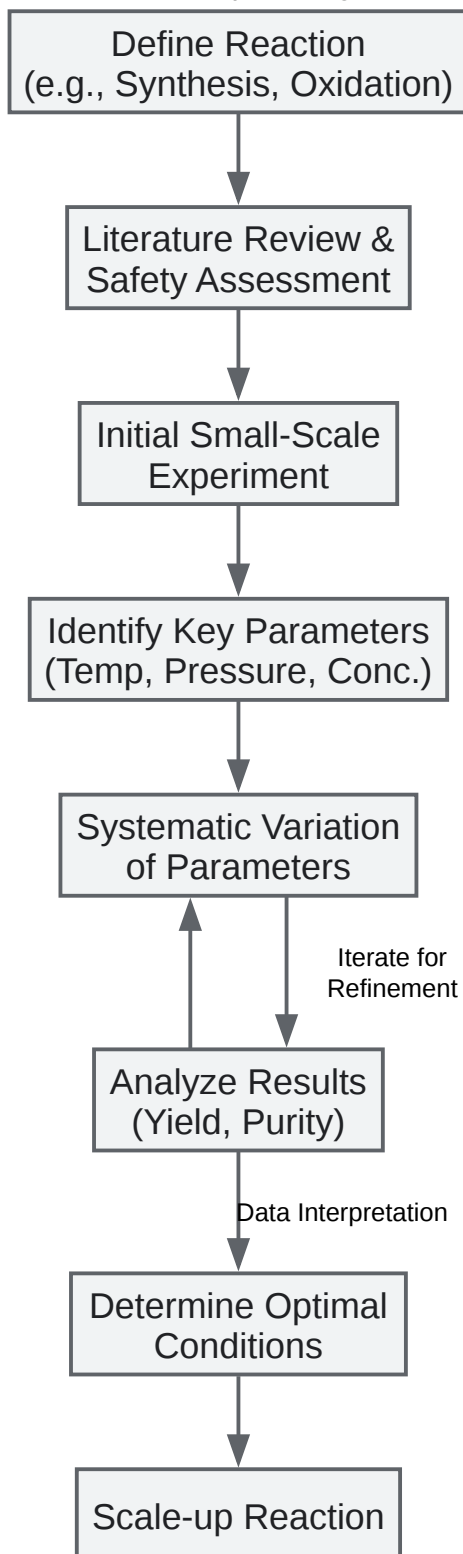 Define Reaction
(e.g., Synthesis, Oxidation)
Literature Review &
Safety Assessment
Initial Small-Scale
Experiment
Identify Key Parameters
(Temp, Pressure, Conc.)
Systematic Variation
of Parameters
Iterate for
Refinement
Analyze Results
(Yield, Purity)
Data Interpretation
Determine Optimal
Conditions
Scale-up Reaction